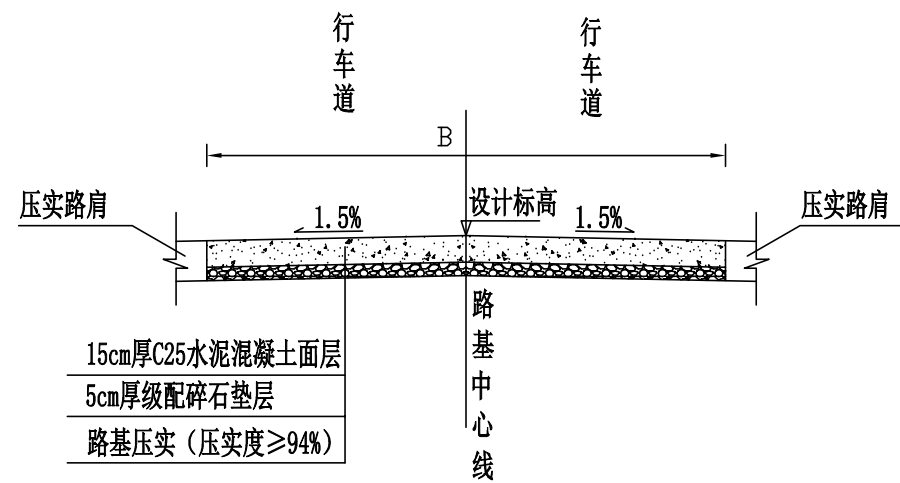 行车道
行车道
B
压实路肩
设计标高
压实路肩
1.5%
1.5%
路基中心线
15cm厚C25水泥混凝土面层
5cm厚级配碎石垫层
路基压实（压实度≥94%）